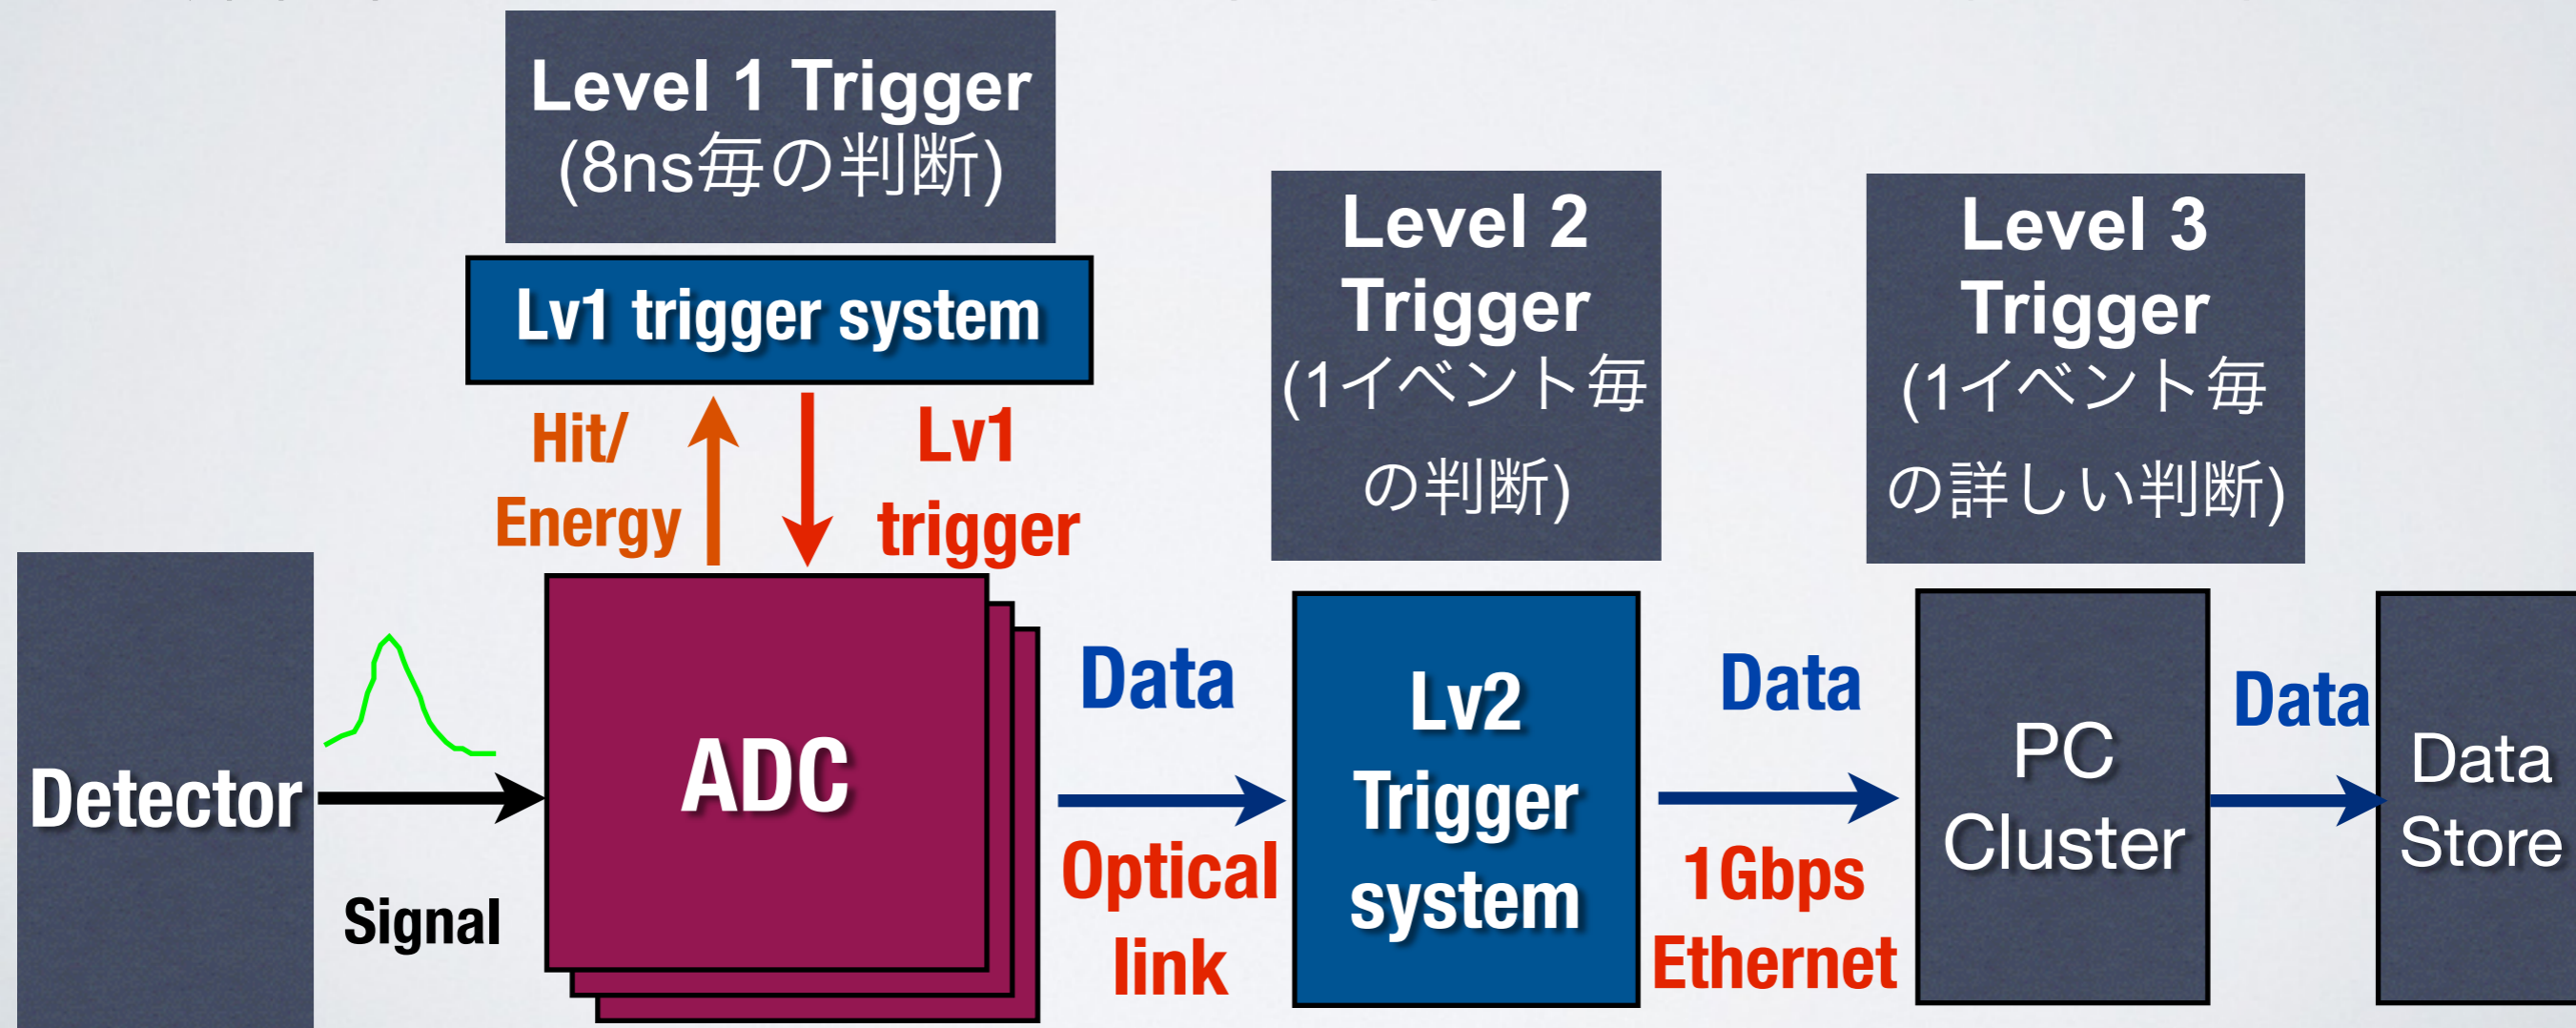 Level 1 Trigger
(8ns毎の判断)
Lv1 trigger system
Hit/
Energy
Lv1
trigger
Level 2
Trigger
(1イベント毎
の判断)
Level 3
Trigger
(1イベント毎
の詳しい判断)
Detector
Signal
ADC
Data
Optical
link
Lv2
Trigger
system
Data
1Gbps
Ethernet
PC
Cluster
Data
Data
Store